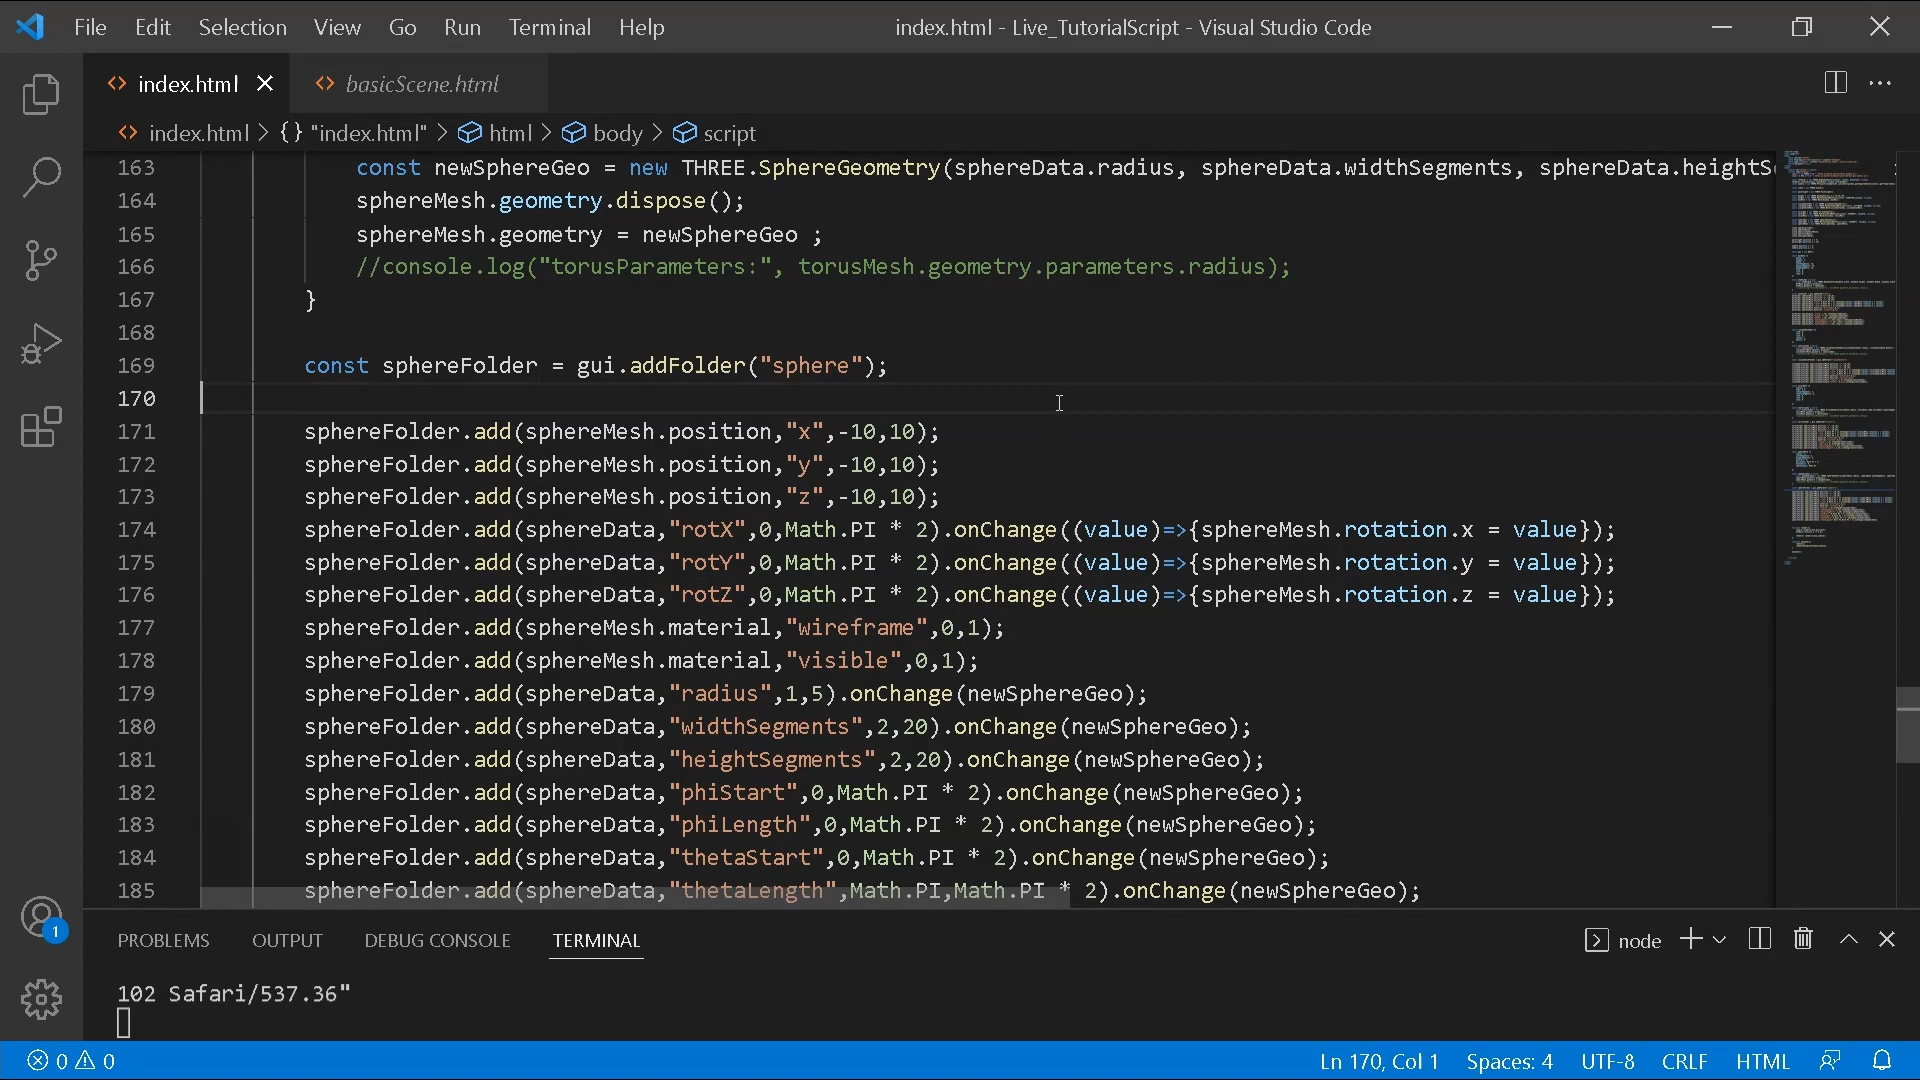 File Edit Selection View Go Run Terminal Help index.html - Live_TutorialScript - Visual Studio Code
index.html basicScene.html
index.html > {} "index.html" > html > body > script
163 const newSphereGeo = new THREE.SphereGeometry(sphereData.radius, sphereData.widthSegments, sphereData.heightS
164 sphereMesh.geometry.dispose();
165 sphereMesh.geometry = newSphereGeo ;
166 //console.log("torusParameters:", torusMesh.geometry.parameters.radius);
167 }
168
169 const sphereFolder = gui.addFolder("sphere");
170
171 sphereFolder.add(sphereMesh.position,"x",-10,10);
172 sphereFolder.add(sphereMesh.position,"y",-10,10);
173 sphereFolder.add(sphereMesh.position,"z",-10,10);
174 sphereFolder.add(sphereData,"rotX",0,Math.PI * 2).onChange((value)=>{sphereMesh.rotation.x = value});
175 sphereFolder.add(sphereData,"rotY",0,Math.PI * 2).onChange((value)=>{sphereMesh.rotation.y = value});
176 sphereFolder.add(sphereData,"rotZ",0,Math.PI * 2).onChange((value)=>{sphereMesh.rotation.z = value});
177 sphereFolder.add(sphereMesh.material,"wireframe",0,1);
178 sphereFolder.add(sphereMesh.material,"visible",0,1);
179 sphereFolder.add(sphereData,"radius",1,5).onChange(newSphereGeo);
180 sphereFolder.add(sphereData,"widthSegments",2,20).onChange(newSphereGeo);
181 sphereFolder.add(sphereData,"heightSegments",2,20).onChange(newSphereGeo);
182 sphereFolder.add(sphereData,"phiStart",0,Math.PI * 2).onChange(newSphereGeo);
183 sphereFolder.add(sphereData,"phiLength",0,Math.PI * 2).onChange(newSphereGeo);
184 sphereFolder.add(sphereData,"thetaStart",0,Math.PI * 2).onChange(newSphereGeo);
185 sphereFolder.add(sphereData,"thetaLength",Math.PI,Math.PI * 2).onChange(newSphereGeo);
1
PROBLEMS OUTPUT DEBUG CONSOLE TERMINAL node
102 Safari/537.36"
0 0 Ln 170, Col 1 Spaces: 4 UTF-8 CRLF HTML